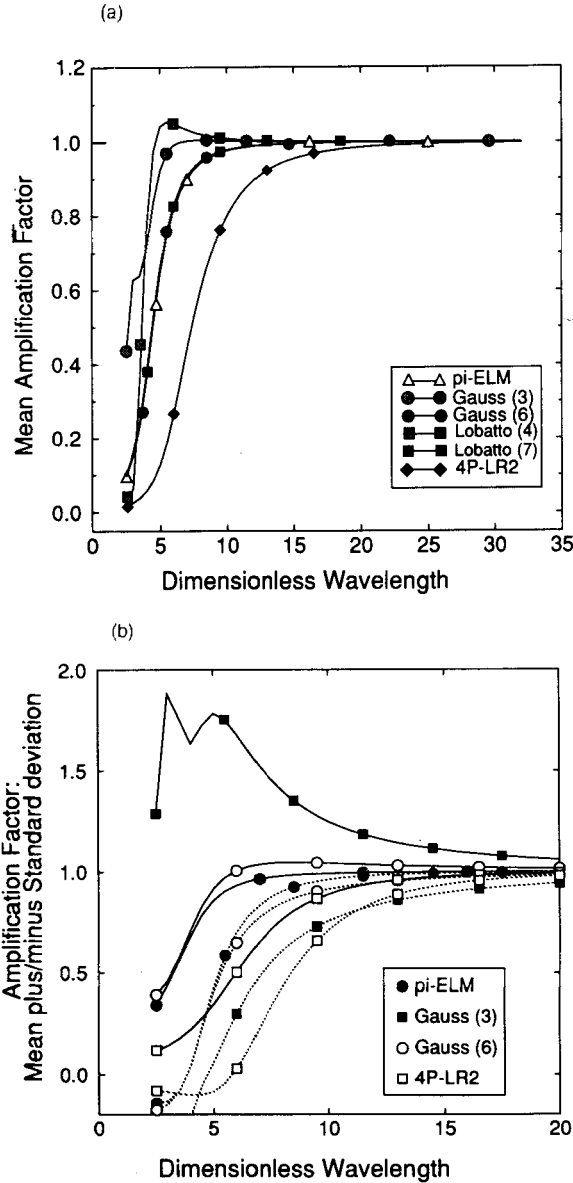 (a)
1.2
1.0
0.8
0.6
0.4
0.2
0.0
Mean Amplification Factor
pi-ELM
Gauss (3)
Gauss (6)
Lobatto (4)
Lobatto (7)
4P-LR2
0 5 10 15 20 25 30 35
Dimensionless Wavelength
(b)
2.0
1.5
1.0
0.5
0.0
Amplification Factor:
Mean plus/minus Standard deviation
pi-ELM
Gauss (3)
Gauss (6)
4P-LR2
0 5 10 15 20
Dimensionless Wavelength